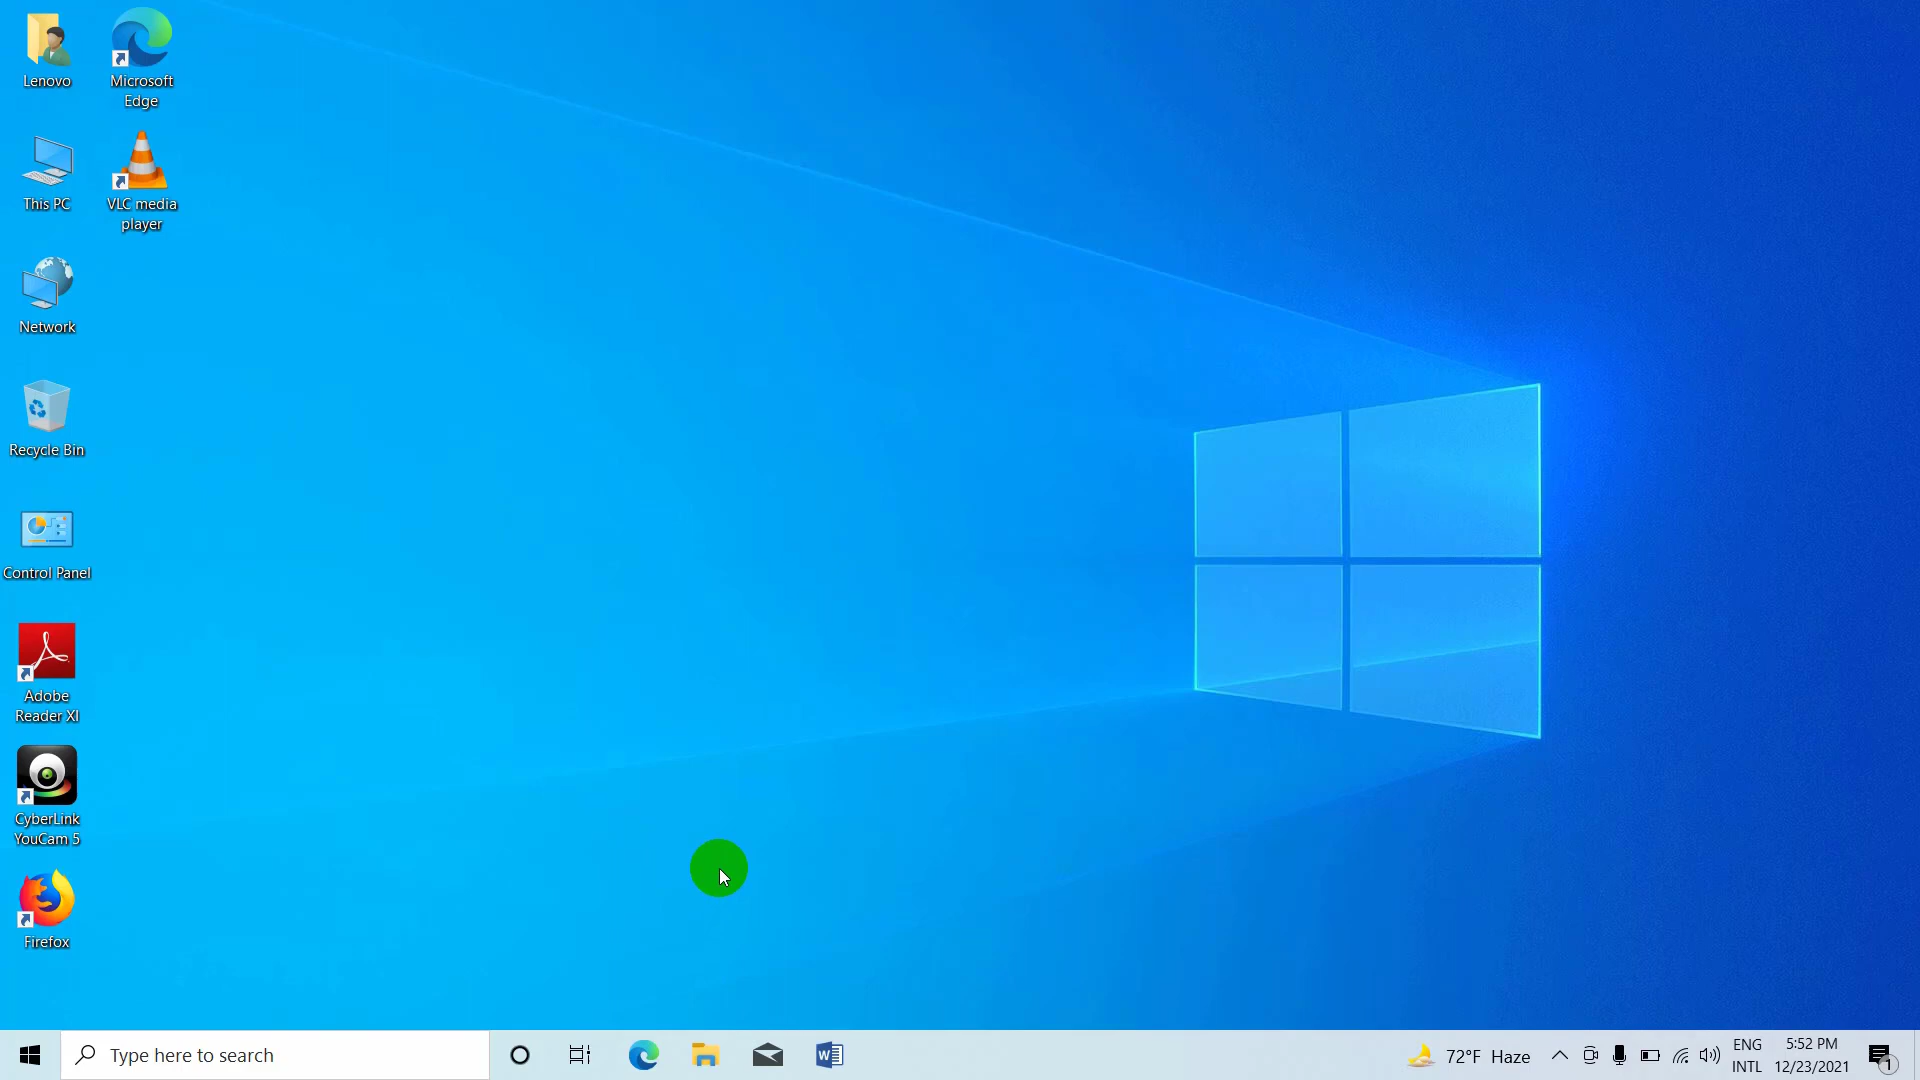 Lenovo
Microsoft
Edge
This PC
VLC media
player
Network
Recycle Bin
Control Panel
Adobe
Reader XI
CyberLink
YouCam 5
Firefox
Type here to search
W
72°F Haze
ENG
INTL
5:52 PM
12/23/2021
1